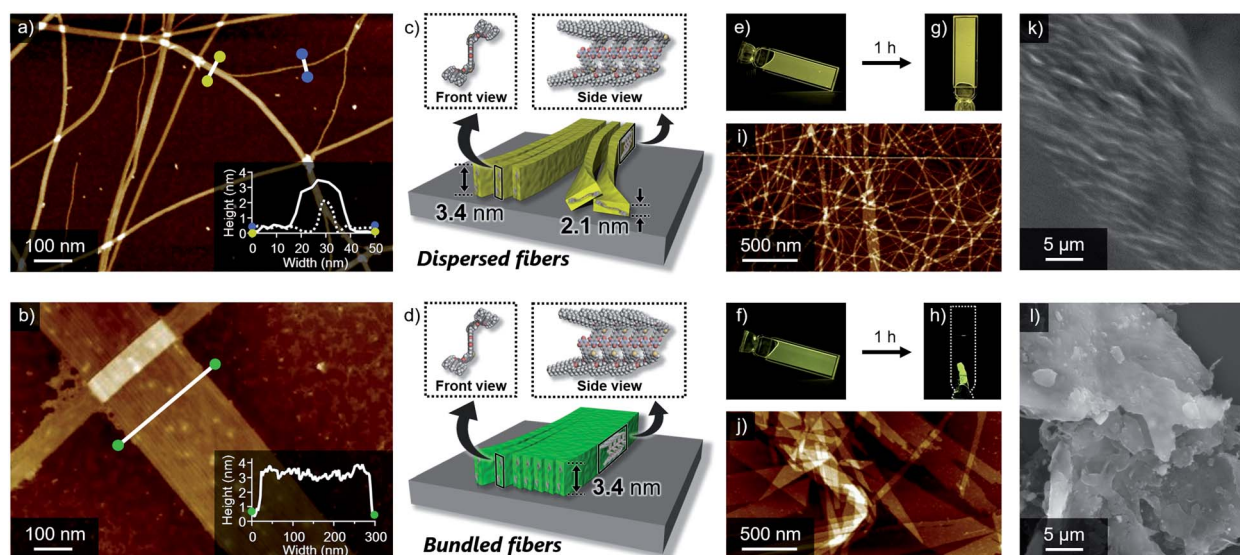 a)
100 nm
Height
(nm)
4
3
2
1
0
0 10 20 30 40 50
Width (nm)
c)
Front view
Side view
3.4 nm
2.1 nm
Dispersed fibers
e)
1 h
g)
i)
500 nm
k)
5 µm
b)
100 nm
Height
(nm)
4
3
2
1
0
0 100 200 300
Width (nm)
d)
Front view
Side view
3.4 nm
Bundled fibers
f)
1 h
h)
j)
500 nm
l)
5 µm